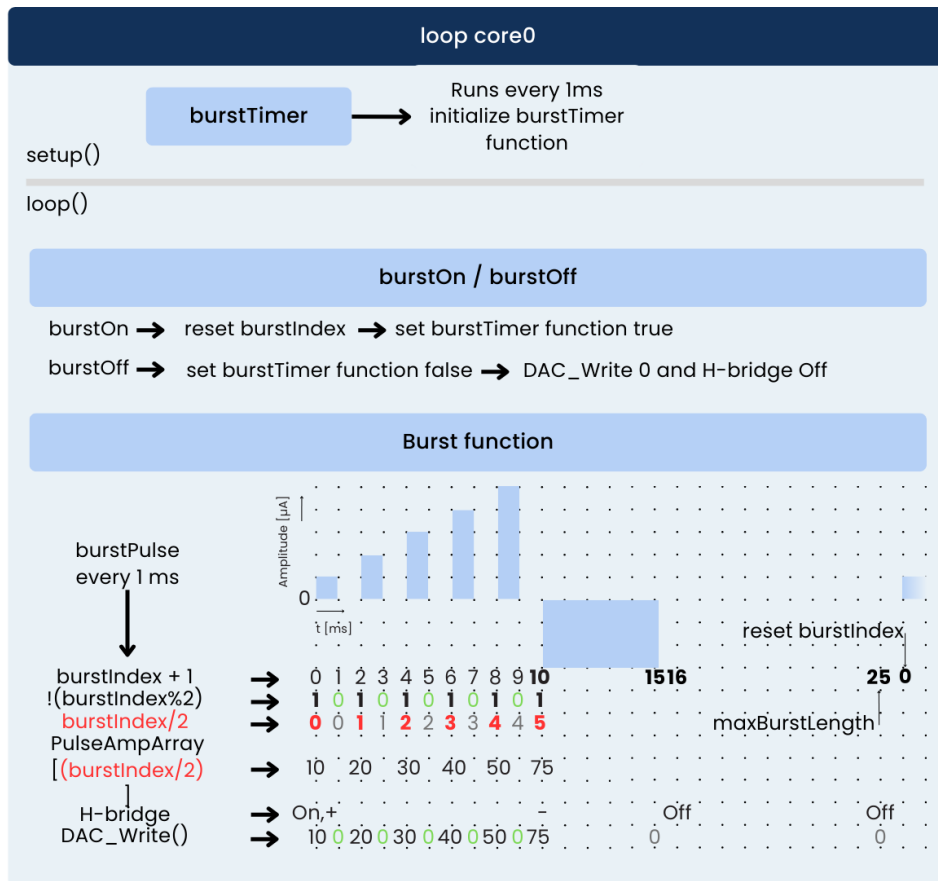 loop core0
burstTimer
Runs every 1ms
initialize burstTimer
function
setup()
loop()
burstOn / burstOff
burstOn reset burstIndex set burstTimer function true
burstOff set burstTimer function false DAC_Write 0 and H-bridge Off
Burst function
Amplitude [µA]
burstPulse
every 1 ms
0
t [ms]
reset burstIndex
burstIndex + 1 0 1 2 3 4 5 6 7 8 9 10 15 16 25 0
!(burstIndex%2) 1 0 1 0 1 0 1 0 1 0 1
burstIndex/2 0 0 1 1 2 2 3 3 4 4 5
maxBurstLength
PulseAmpArray
[(burstIndex/2) 10 20 30 40 50 75
]
H-bridge On,+ - Off Off
DAC_Write() 10 0 20 0 30 0 40 0 50 0 75 0 0